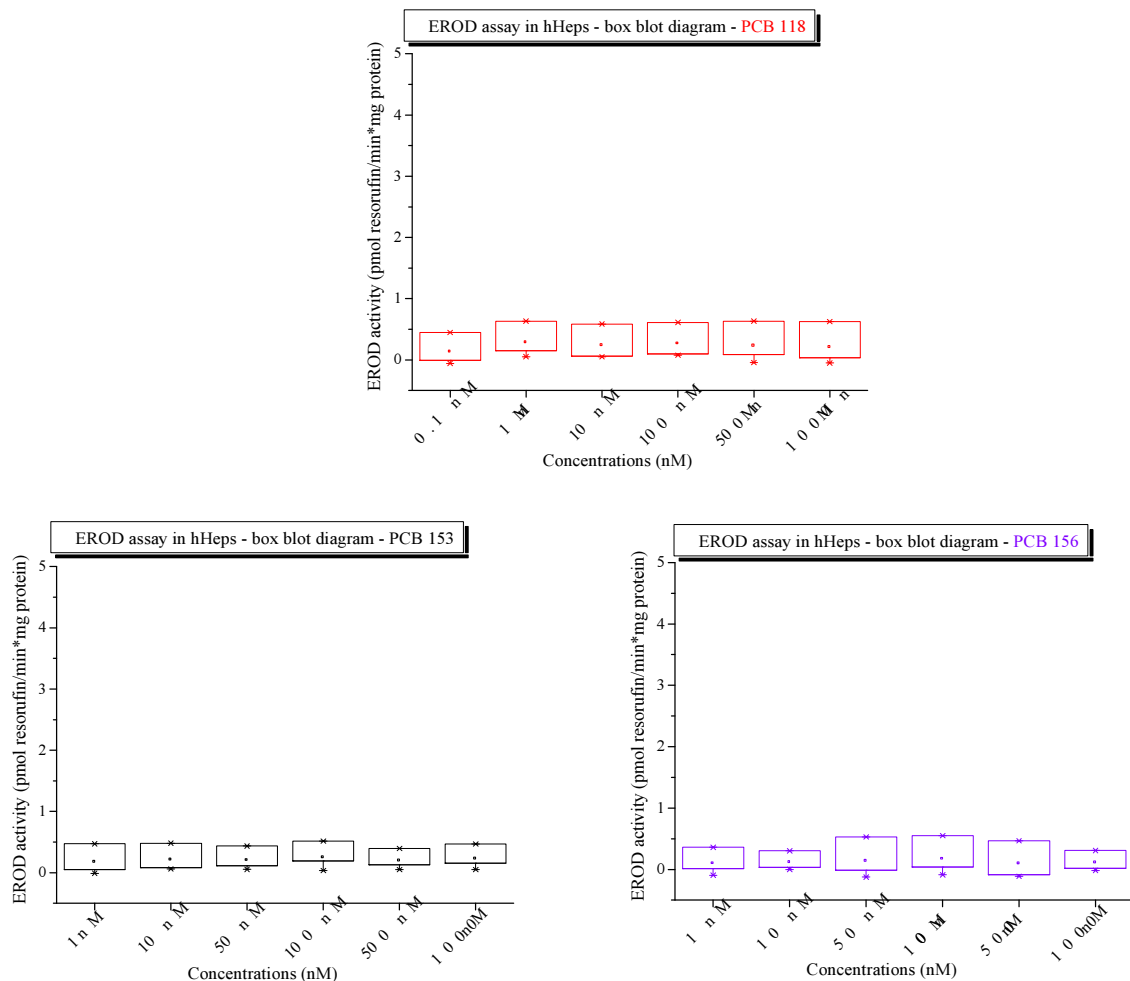 EROD assay in hHeps - box blot diagram - PCB 118
EROD activity (pmol resorufin/min*mg protein)
5
4
3
2
1
0
0.1 nM
10 nM
100 nM
Concentrations (nM)
EROD assay in hHeps - box blot diagram - PCB 153
EROD activity (pmol resorufin/min*mg protein)
5
4
3
2
1
0
1 nM
10 nM
50 nM
100 nM
500 nM
Concentrations (nM)
EROD assay in hHeps - box blot diagram - PCB 156
EROD activity (pmol resorufin/min*mg protein)
5
4
3
2
1
0
1 nM
10 nM
50 nM
Concentrations (nM)